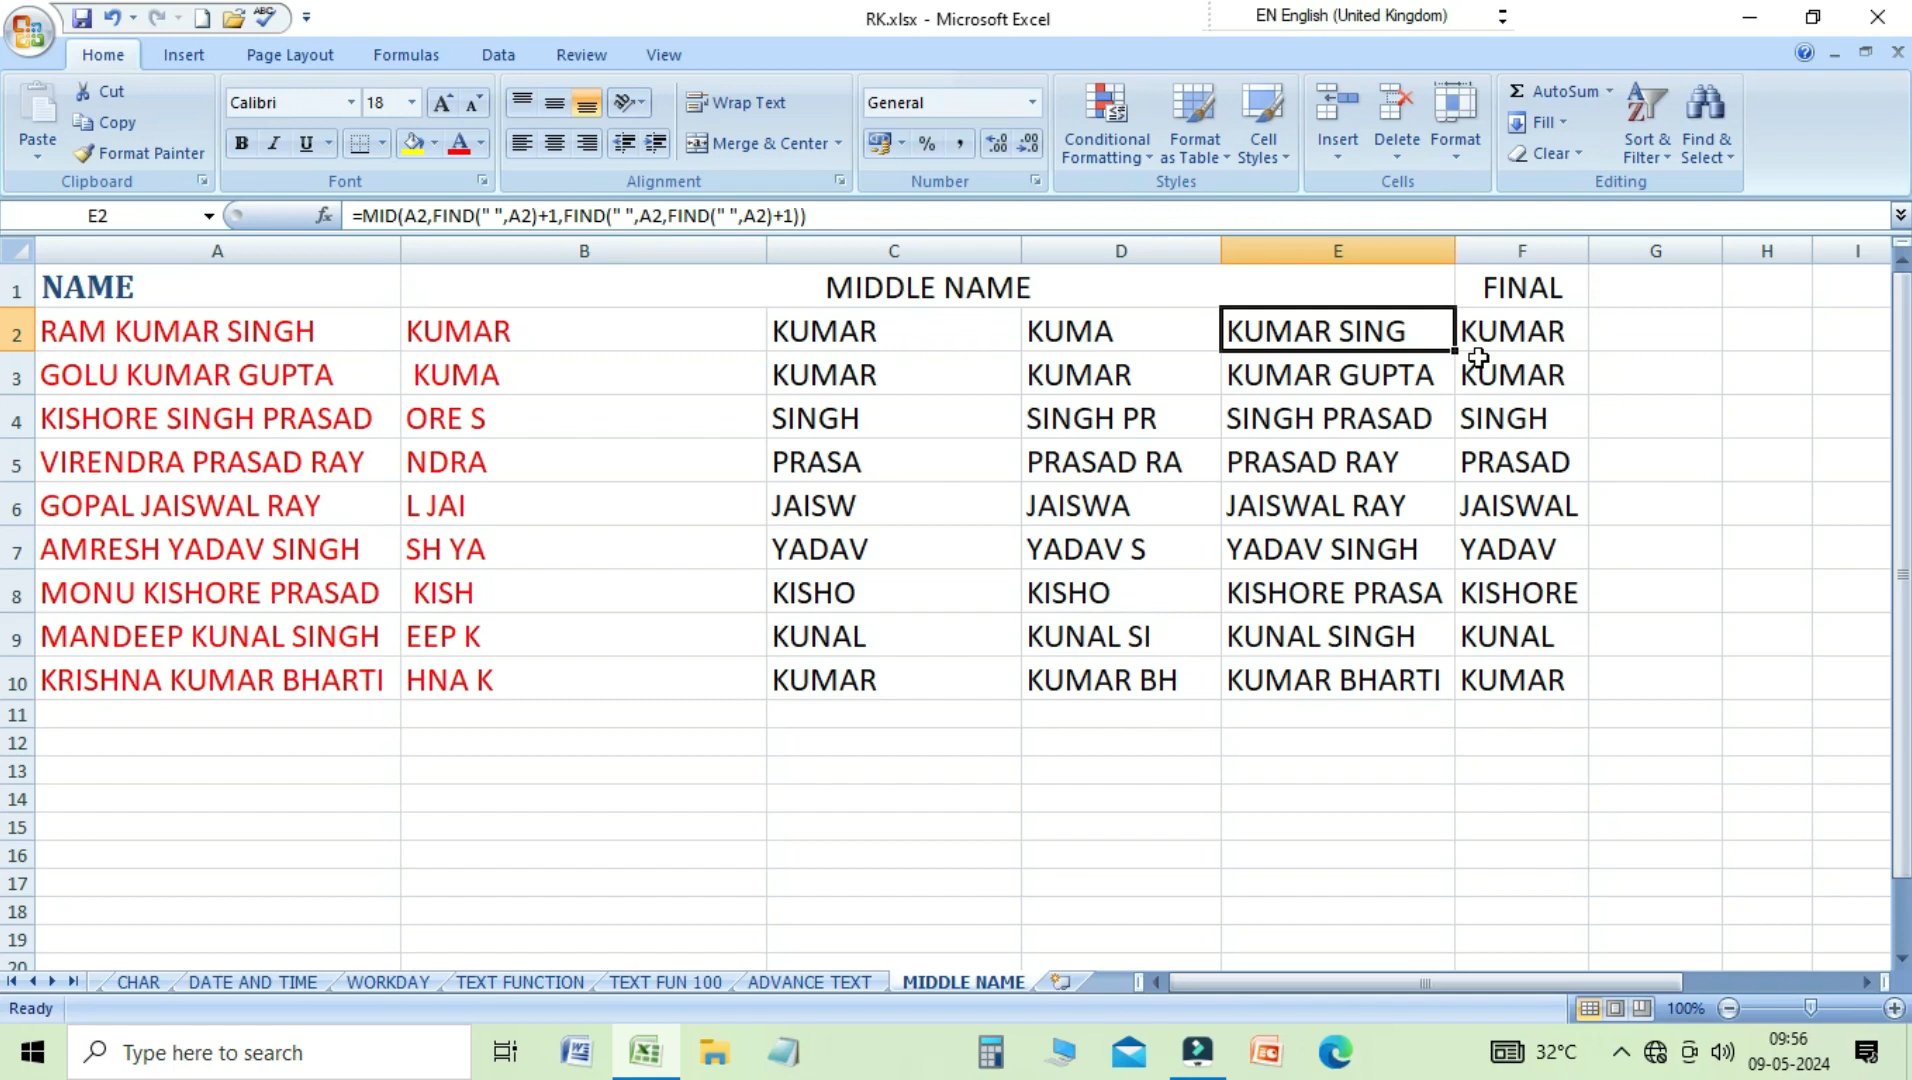 RK.xlsx - Microsoft Excel
EN English (United Kingdom)
Home Insert Page Layout Formulas Data Review View
Paste
Cut
Copy
Format Painter
Clipboard
Calibri 18
B I U
Font
Wrap Text
Merge & Center
Alignment
General
Number
Conditional Formatting
Format as Table
Cell Styles
Styles
Insert
Delete
Format
Cells
Σ AutoSum
Fill
Clear
Sort & Filter
Find & Select
Editing
E2 fx =MID(A2,FIND(" ",A2)+1,FIND(" ",A2,FIND(" ",A2)+1))
A B C D E F G H I
1 NAME MIDDLE NAME FINAL
2 RAM KUMAR SINGH KUMAR KUMAR KUMA KUMAR SING KUMAR
3 GOLU KUMAR GUPTA KUMA KUMAR KUMAR KUMAR GUPTA KUMAR
4 KISHORE SINGH PRASAD ORE S SINGH SINGH PR SINGH PRASAD SINGH
5 VIRENDRA PRASAD RAY NDRA PRASA PRASAD RA PRASAD RAY PRASAD
6 GOPAL JAISWAL RAY L JAI JAISW JAISWA JAISWAL RAY JAISWAL
7 AMRESH YADAV SINGH SH YA YADAV YADAV S YADAV SINGH YADAV
8 MONU KISHORE PRASAD KISH KISHO KISHO KISHORE PRASA KISHORE
9 MANDEEP KUNAL SINGH EEP K KUNAL KUNAL SI KUNAL SINGH KUNAL
10 KRISHNA KUMAR BHARTI HNA K KUMAR KUMAR BH KUMAR BHARTI KUMAR
11
12
13
14
15
16
17
18
19
20
CHAR DATE AND TIME WORKDAY TEXT FUNCTION TEXT FUN 100 ADVANCE TEXT MIDDLE NAME
Ready 100%
Type here to search 32°C 09:56
09-05-2024